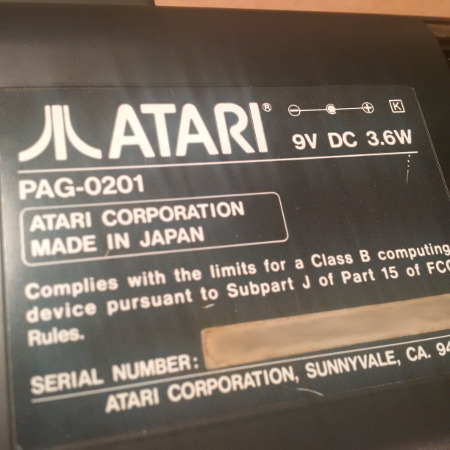 ATARI®
K
9V DC 3.6W
PAG-0201
ATARI CORPORATION
MADE IN JAPAN
Complies with the limits for a Class B computing
device pursuant to Subpart J of Part 15 of FCC
Rules.
SERIAL NUMBER:
ATARI CORPORATION, SUNNYVALE, CA. 94